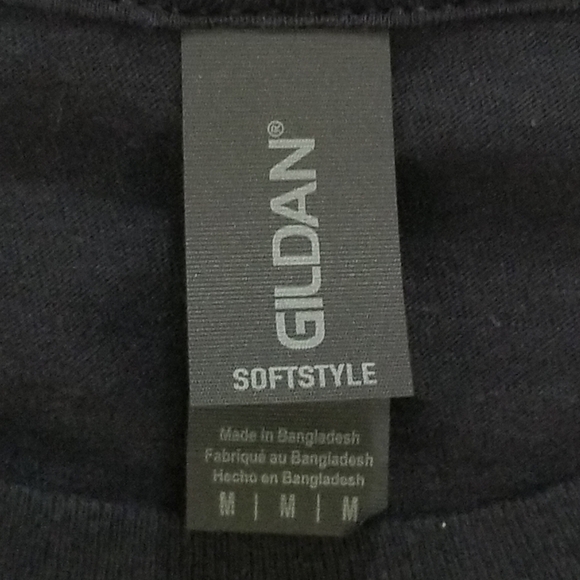 GILDAN®
SOFTSTYLE
Made in Bangladesh
Fabriqué au Bangladesh
Hecho en Bangladesh
M | M | M